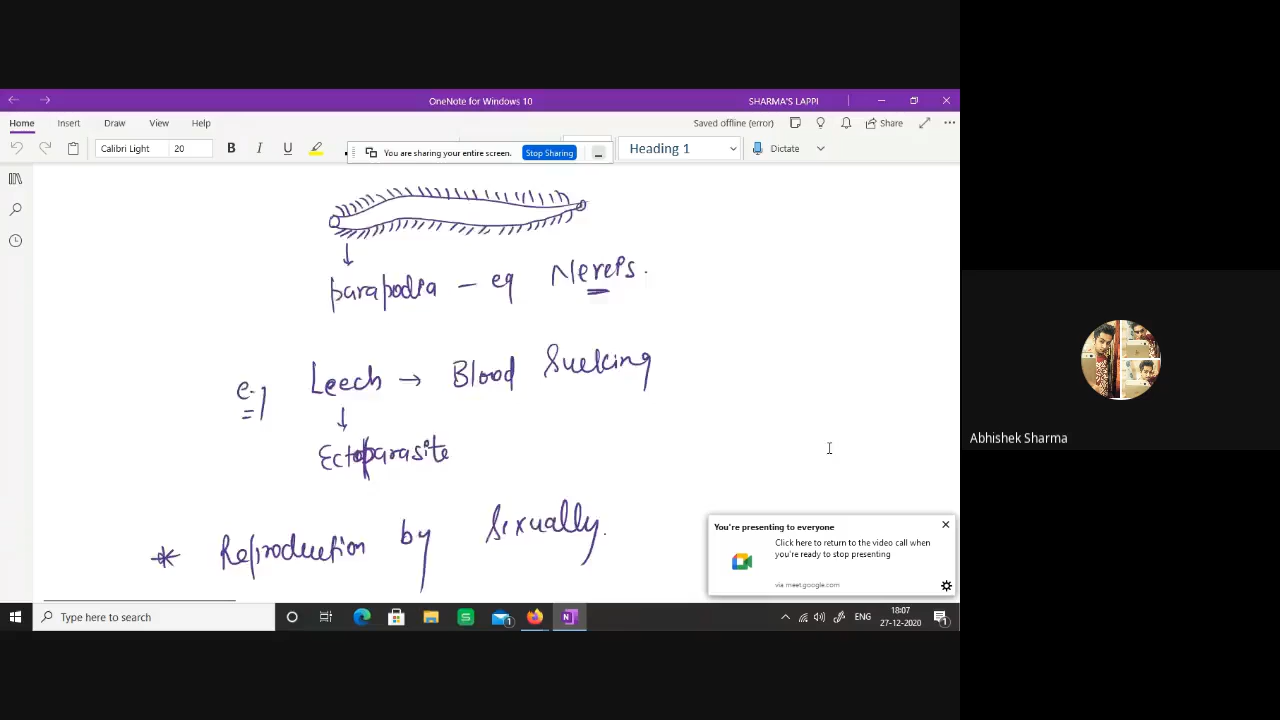 OneNote for Windows 10
SHARMA'S LAPPI
Home Insert Draw View Help
Saved offline (error)
Share
Calibri Light 20 B I U
You are sharing your entire screen. Stop Sharing
Heading 1
Dictate
parapodia - eg Nereis.
e.g Leech → Blood Sucking
↓
Ectoparasite
* Reproduction by Sexually.
Abhishek Sharma
You're presenting to everyone
Click here to return to the video call when
you're ready to stop presenting
via meet.google.com
Type here to search
ENG
18:07
27-12-2020